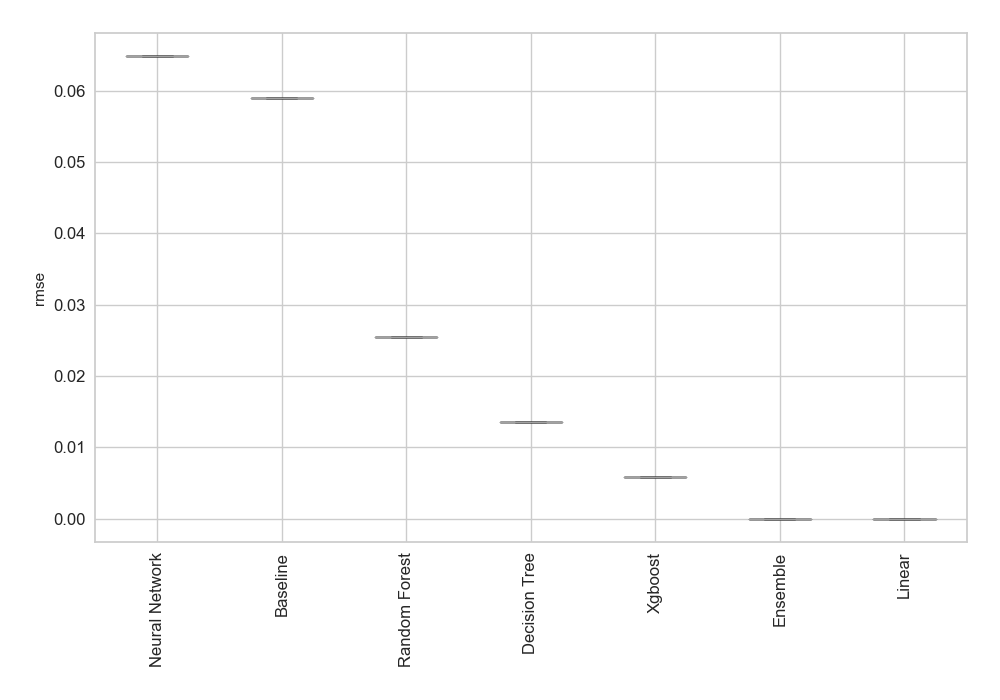 0.06
0.05
0.04
0.03
0.02
0.01
0.00
rmse
Neural Network
Baseline
Random Forest
Decision Tree
Xgboost
Ensemble
Linear